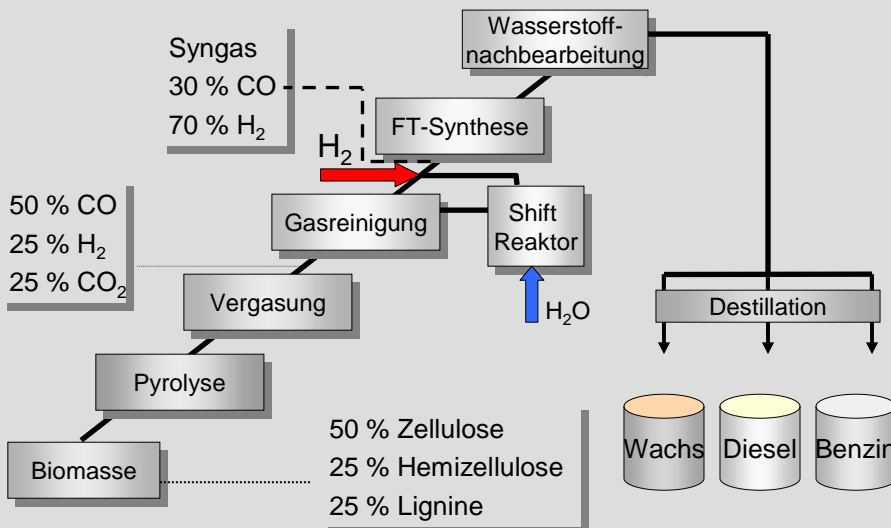 Wasserstoff-
nachbearbeitung
Syngas
30 % CO
70 % H₂
FT-Synthese
H₂
50 % CO
25 % H₂
25 % CO₂
Gasreinigung
Shift
Reaktor
Vergasung
H₂O
Destillation
Pyrolyse
Biomasse
50 % Zellulose
25 % Hemizellulose
25 % Lignine
Wachs
Diesel
Benzin